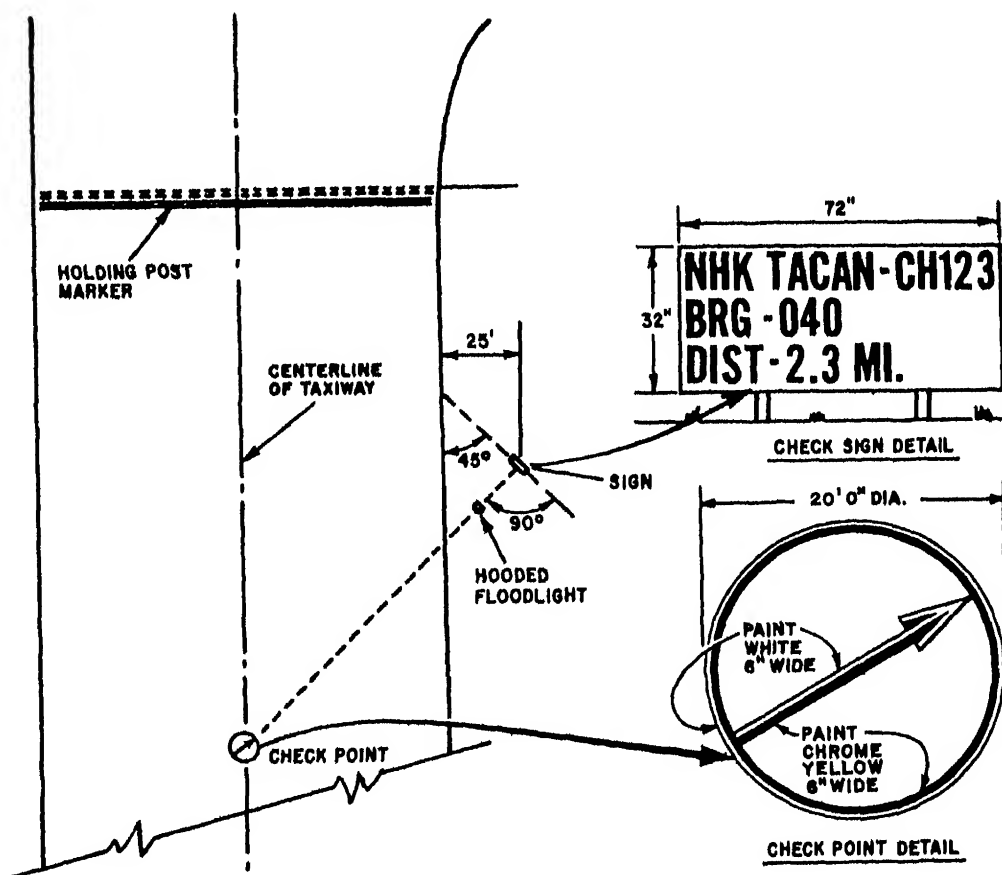 HOLDING POST
MARKER
CENTERLINE
OF TAXIWAY
25'
45°
90°
SIGN
HOODED
FLOODLIGHT
CHECK POINT
72"
32"
NHK TACAN-CH123
BRG-040
DIST-2.3 MI.
CHECK SIGN DETAIL
20'0" DIA.
PAINT
WHITE
6" WIDE
PAINT
CHROME
YELLOW
6" WIDE
CHECK POINT DETAIL